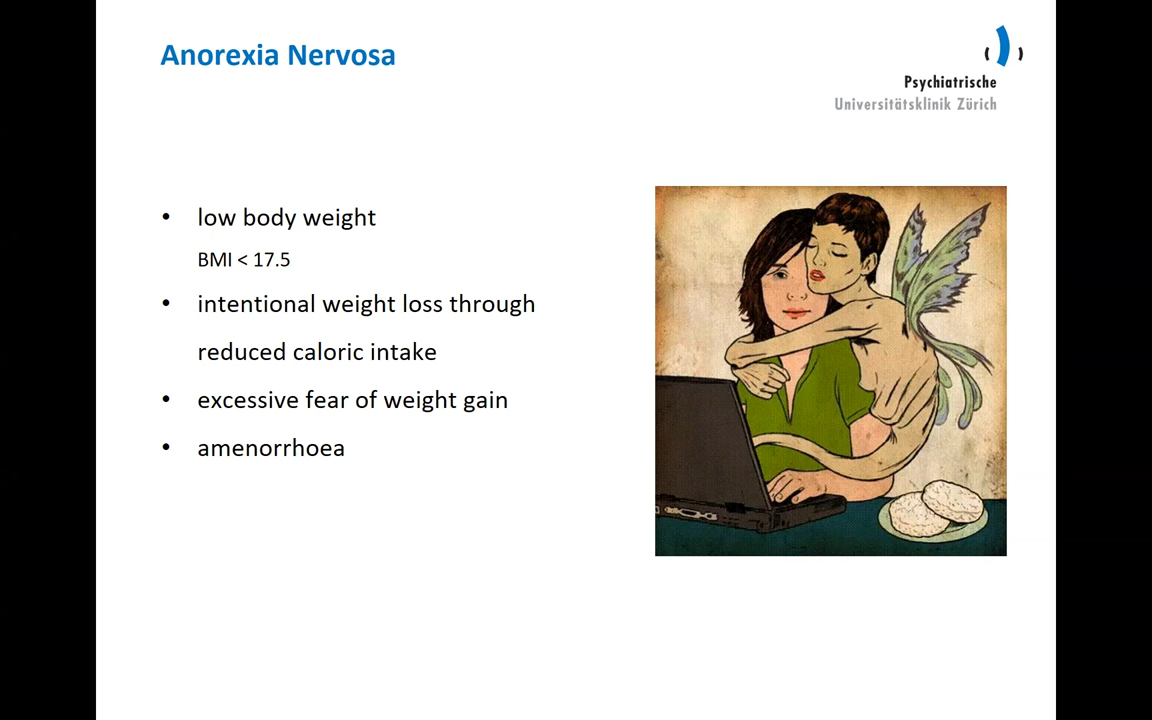 Anorexia Nervosa
Psychiatrische
Universitätsklinik Zürich
• low body weight
BMI < 17.5
• intentional weight loss through
reduced caloric intake
• excessive fear of weight gain
• amenorrhoea